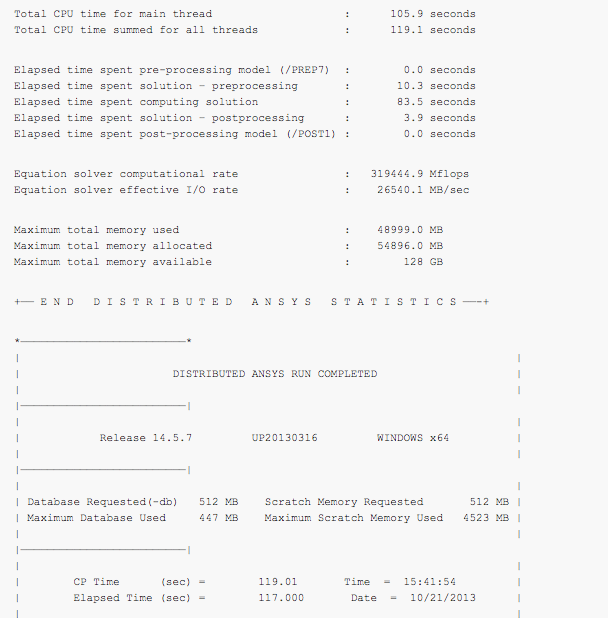 Total CPU time for main thread : 105.9 seconds
Total CPU time summed for all threads : 119.1 seconds
Elapsed time spent pre-processing model (/PREP7) : 0.0 seconds
Elapsed time spent solution - preprocessing : 10.3 seconds
Elapsed time spent computing solution : 83.5 seconds
Elapsed time spent solution - postprocessing : 3.9 seconds
Elapsed time spent post-processing model (/POST1) : 0.0 seconds
Equation solver computational rate : 319444.9 Mflops
Equation solver effective I/O rate : 26540.1 MB/sec
Maximum total memory used : 48999.0 MB
Maximum total memory allocated : 54896.0 MB
Maximum total memory available : 128 GB
+—— E N D D I S T R I B U T E D A N S Y S S T A T I S T I C S ——-+
*—————————————————————————*
| |
| DISTRIBUTED ANSYS RUN COMPLETED |
| |
|—————————————————————————|
| |
| Release 14.5.7 UP20130316 WINDOWS x64 |
| |
|—————————————————————————|
| |
| Database Requested(-db) 512 MB Scratch Memory Requested 512 MB |
| Maximum Database Used 447 MB Maximum Scratch Memory Used 4523 MB |
| |
|—————————————————————————|
| |
| CP Time (sec) = 119.01 Time = 15:41:54 |
| Elapsed Time (sec) = 117.000 Date = 10/21/2013 |
| |